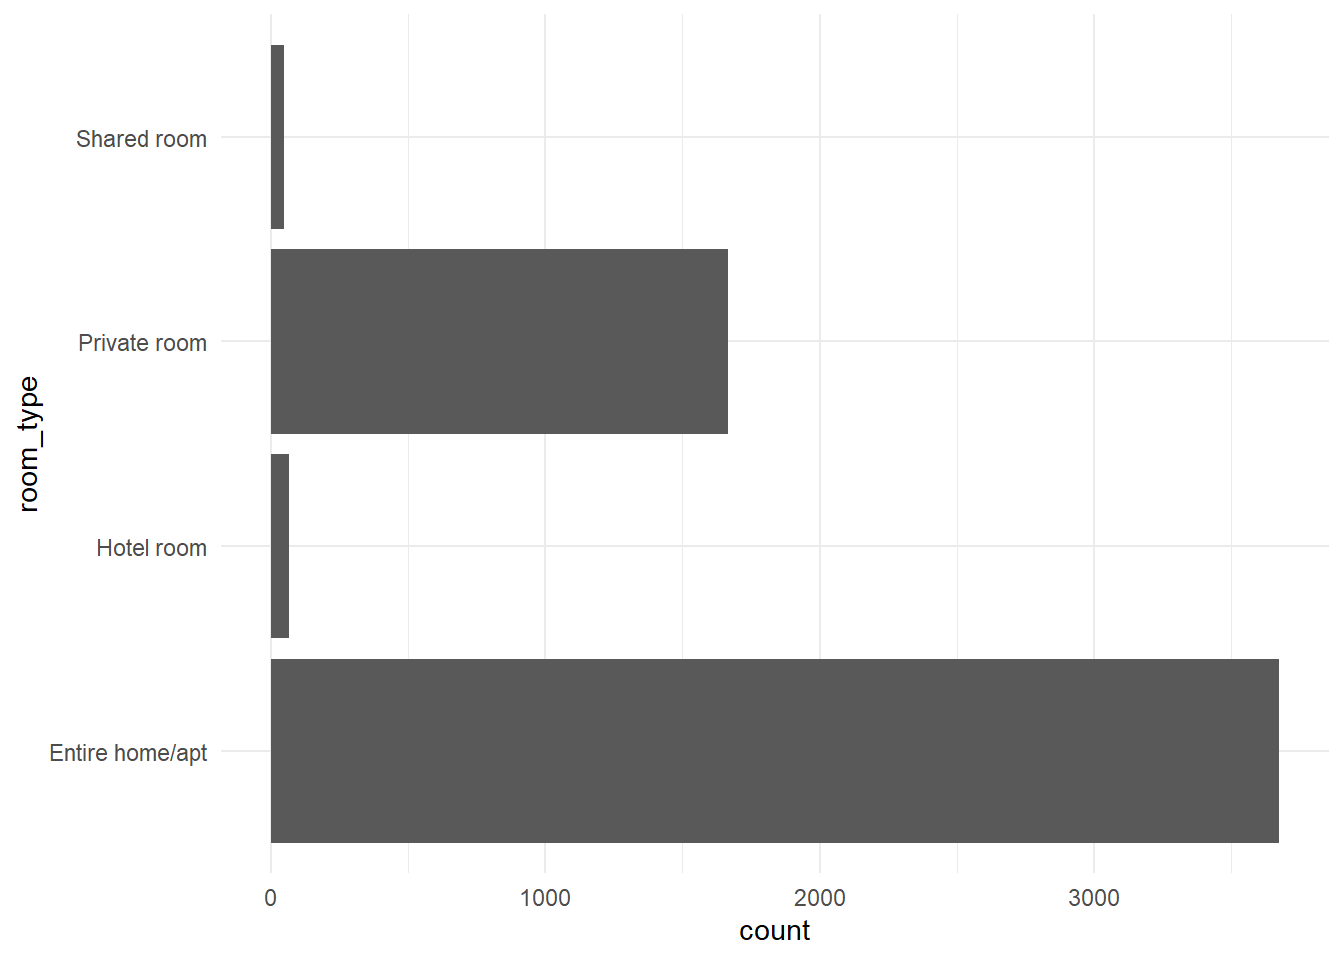 Shared room
Private room
Hotel room
Entire home/apt
room_type
0 1000 2000 3000
count